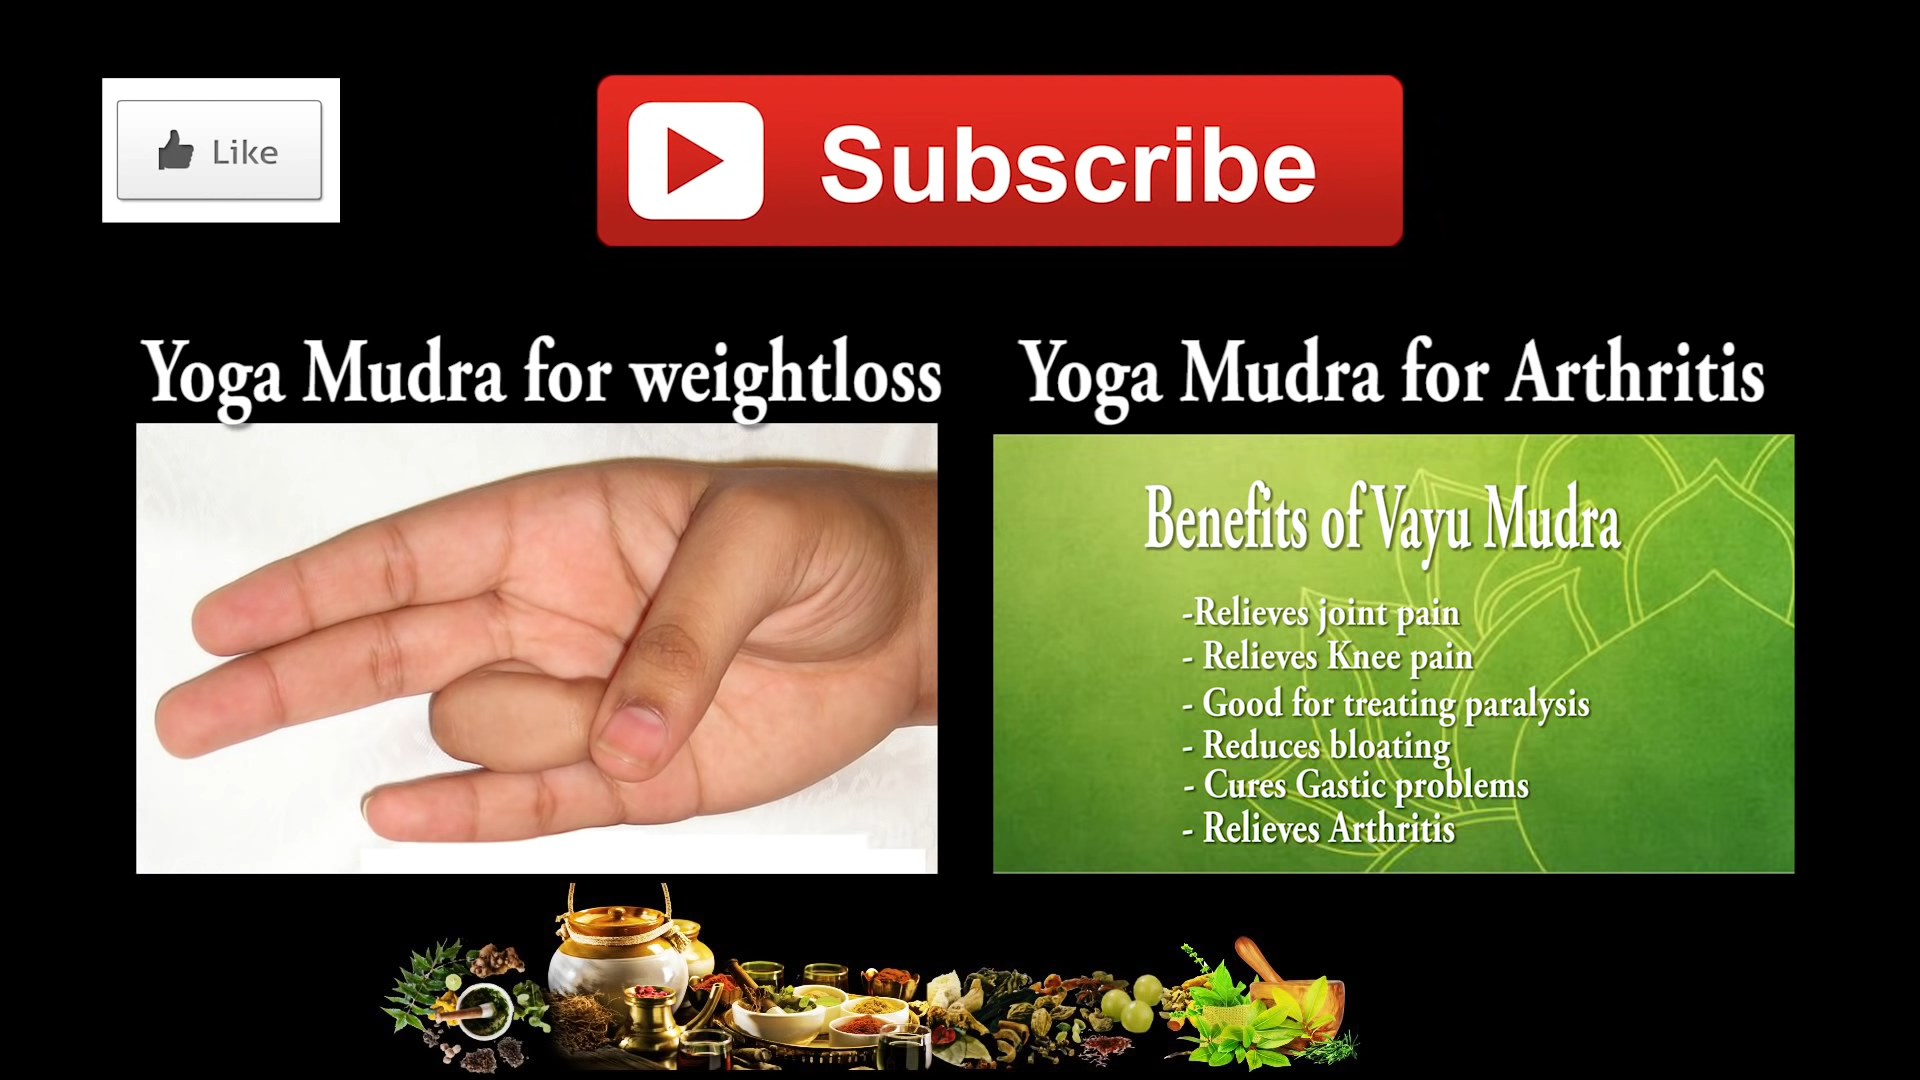 Like
Subscribe
Yoga Mudra for weightloss
Yoga Mudra for Arthritis
Benefits of Vayu Mudra
-Relieves joint pain
- Relieves Knee pain
- Good for treating paralysis
- Reduces bloating
- Cures Gastic problems
- Relieves Arthritis